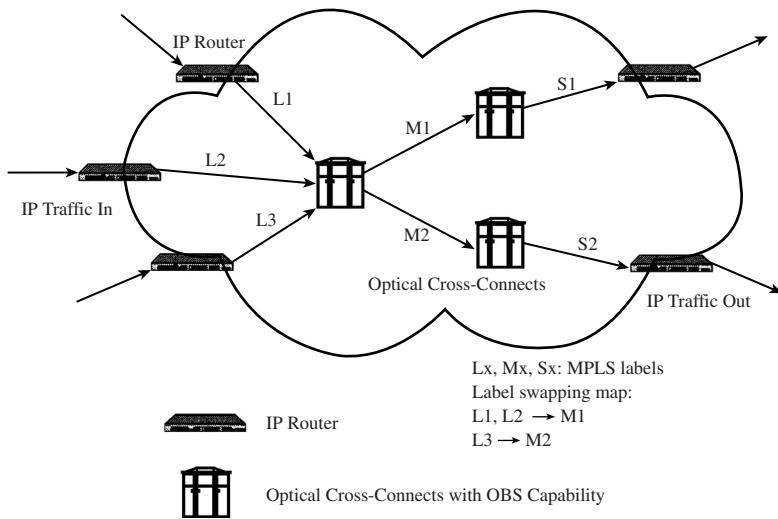 IP Router
L1
S1
M1
L2
IP Traffic In
L3
M2
S2
Optical Cross-Connects
IP Traffic Out
Lx, Mx, Sx: MPLS labels
Label swapping map:
L1, L2 → M1
L3 → M2
IP Router
Optical Cross-Connects with OBS Capability